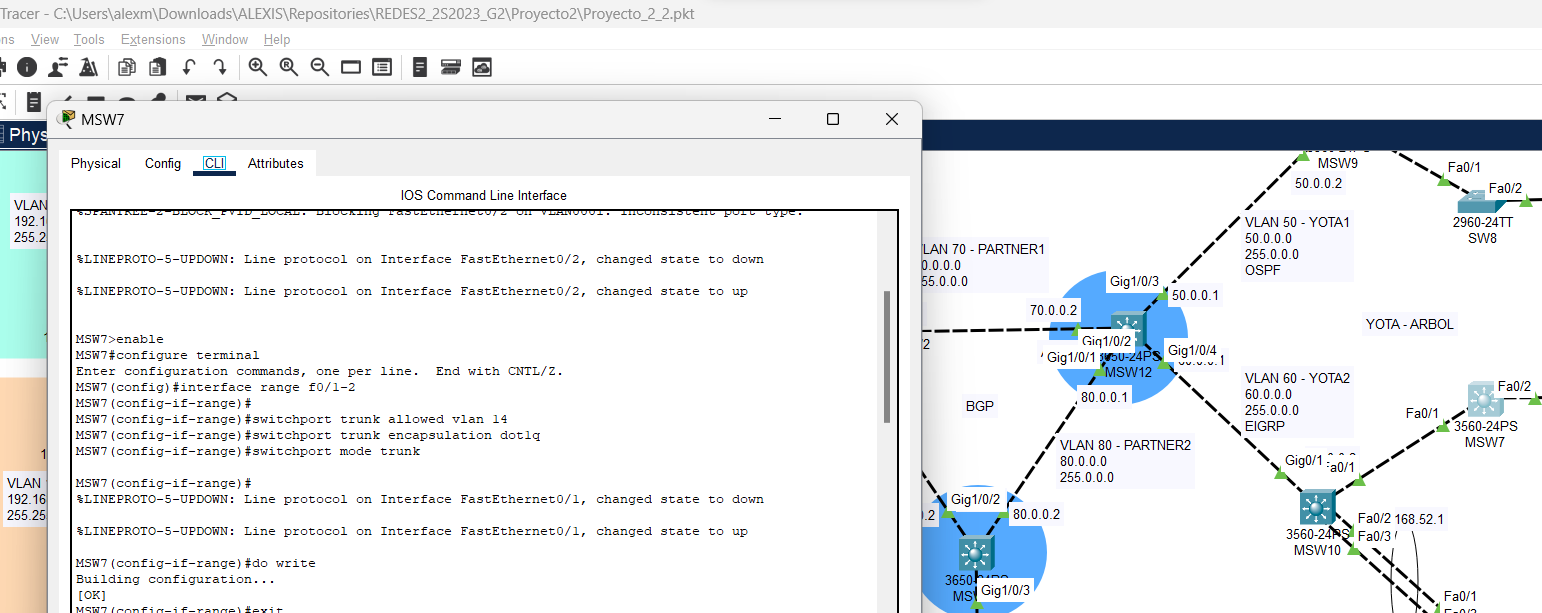 Tracer - C:\Users\alexm\Downloads\ALEXIS\Repositories\REDES2_2S2023_G2\Proyecto2\Proyecto_2_2.pkt
ns View Tools Extensions Window Help
Phys
MSW7
Physical Config CLI Attributes
IOS Command Line Interface
%SPANTREE-2-BLOCK_PVID_LOCAL: Blocking FastEthernet0/2 on VLAN0001. Inconsistent port type.
%LINEPROTO-5-UPDOWN: Line protocol on Interface FastEthernet0/2, changed state to down
%LINEPROTO-5-UPDOWN: Line protocol on Interface FastEthernet0/2, changed state to up
MSW7>enable
MSW7#configure terminal
Enter configuration commands, one per line. End with CNTL/Z.
MSW7(config)#interface range f0/1-2
MSW7(config-if-range)#
MSW7(config-if-range)#switchport trunk allowed vlan 14
MSW7(config-if-range)#switchport trunk encapsulation dot1q
MSW7(config-if-range)#switchport mode trunk
MSW7(config-if-range)#
%LINEPROTO-5-UPDOWN: Line protocol on Interface FastEthernet0/1, changed state to down
%LINEPROTO-5-UPDOWN: Line protocol on Interface FastEthernet0/1, changed state to up
MSW7(config-if-range)#do write
Building configuration...
[OK]
MSW7(config-if-range)#exit
VLAN
192.1
255.2
1
1
VLAN
192.16
255.25
MSW9
50.0.0.2
Fa0/1
Fa0/2
2960-24TT
SW8
VLAN 50 - YOTA1
50.0.0.0
255.0.0.0
OSPF
LAN 70 - PARTNER1
0.0.0.0
55.0.0.0
Gig1/0/3
50.0.0.1
70.0.0.2
Gig1/0/2
Gig1/0/1
3650-24PS
MSW12
Gig1/0/4
80.0.0.1
YOTA - ARBOL
BGP
VLAN 60 - YOTA2
60.0.0.0
255.0.0.0
EIGRP
Fa0/2
Fa0/1
3560-24PS
MSW7
VLAN 80 - PARTNER2
80.0.0.0
255.0.0.0
Gig0/1
Fa0/1
3560-24PS
MSW10
Fa0/2
168.52.1
Fa0/3
Gig1/0/2
0.2
80.0.0.2
Gig1/0/3
Fa0/1